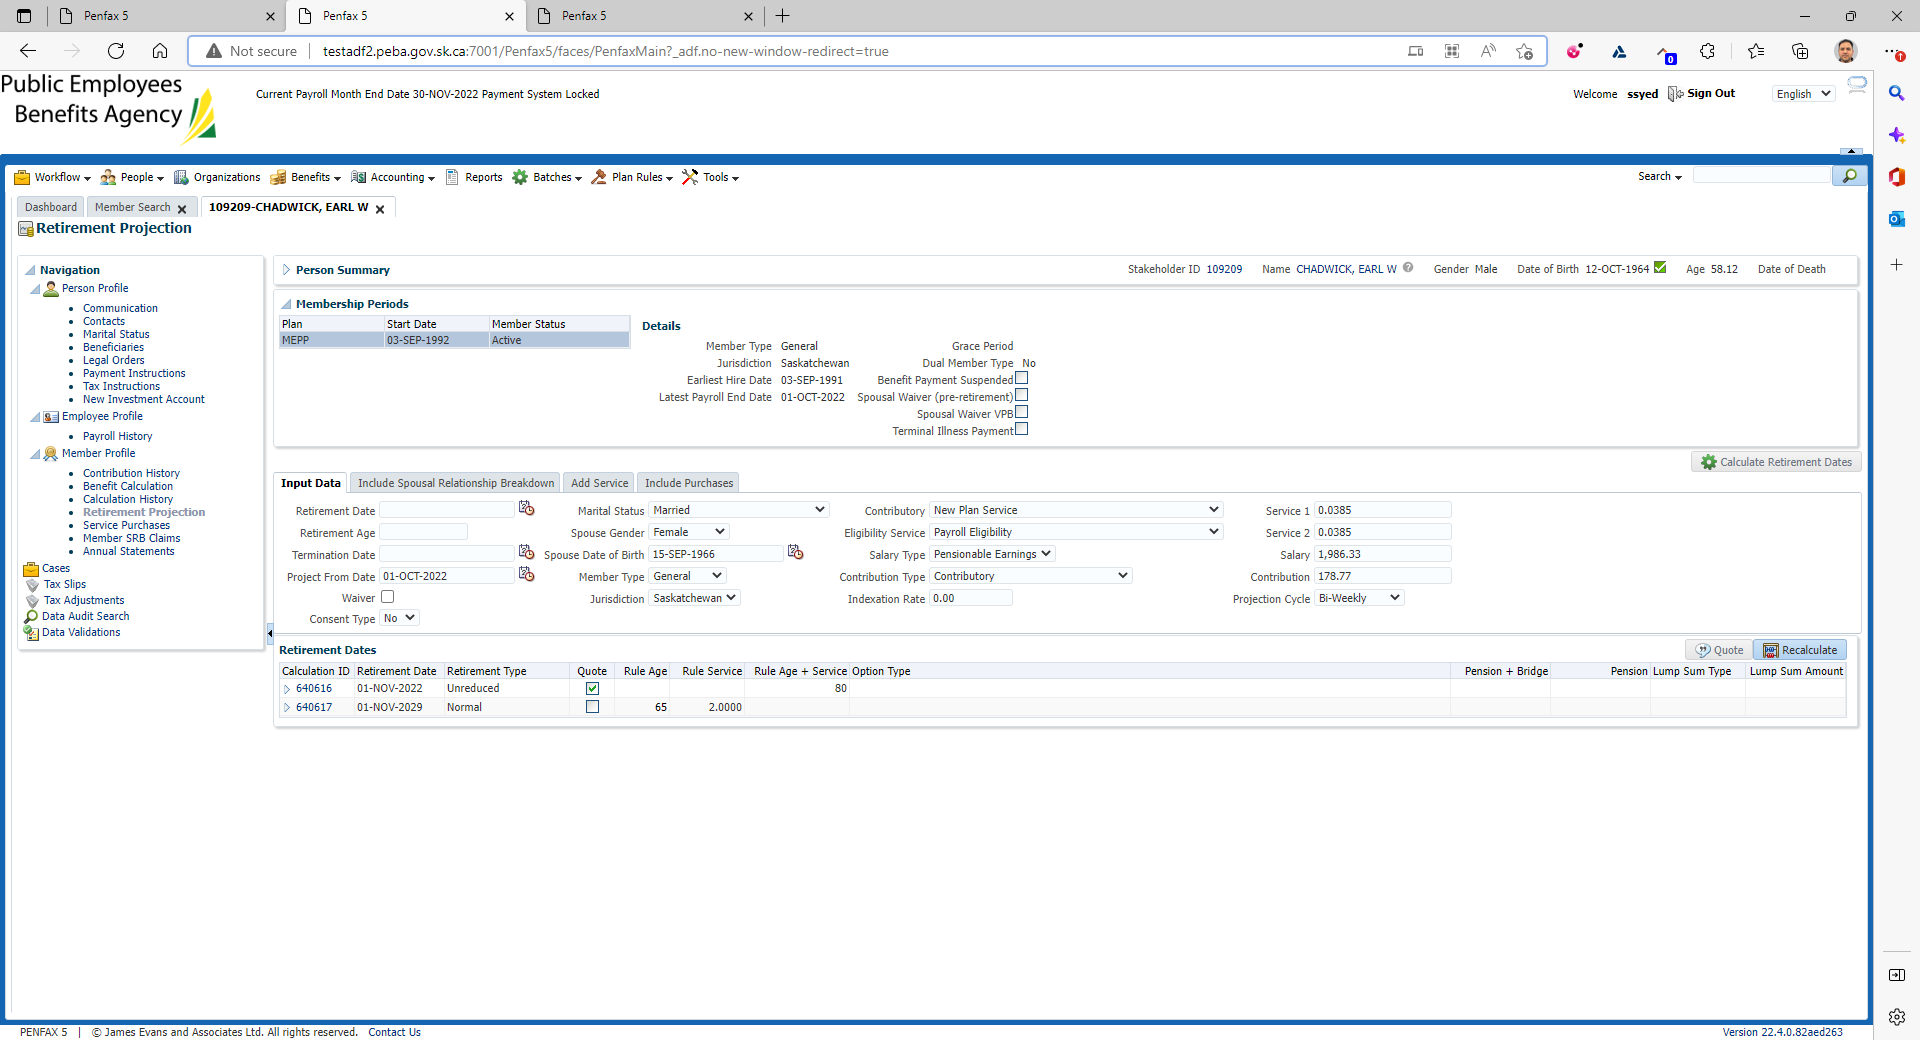 Penfax 5
Penfax 5
Penfax 5
Not secure
testadf2.peba.gov.sk.ca:7001/Penfax5/faces/PenfaxMain?_adf.no-new-window-redirect=true
Public Employees
Benefits Agency
Current Payroll Month End Date 30-NOV-2022 Payment System Locked
Welcome ssyed Sign Out English
Workflow People Organizations Benefits Accounting Reports Batches Plan Rules Tools Search
Dashboard Member Search 109209-CHADWICK, EARL W
Retirement Projection
Navigation
Person Profile
Communication
Contacts
Marital Status
Beneficiaries
Legal Orders
Payment Instructions
Tax Instructions
New Investment Account
Employee Profile
Payroll History
Member Profile
Contribution History
Benefit Calculation
Calculation History
Retirement Projection
Service Purchases
Member SRB Claims
Annual Statements
Cases
Tax Slips
Tax Adjustments
Data Audit Search
Data Validations
Person Summary Stakeholder ID 109209 Name CHADWICK, EARL W Gender Male Date of Birth 12-OCT-1964 Age 58.12 Date of Death
Membership Periods
Plan Start Date Member Status
MEPP 03-SEP-1992 Active
Details
Member Type General Grace Period
Jurisdiction Saskatchewan Dual Member Type No
Earliest Hire Date 03-SEP-1991 Benefit Payment Suspended
Latest Payroll End Date 01-OCT-2022 Spousal Waiver (pre-retirement)
Spousal Waiver VPB
Terminal Illness Payment
Calculate Retirement Dates
Input Data Include Spousal Relationship Breakdown Add Service Include Purchases
Retirement Date Marital Status Married Contributory New Plan Service Service 1 0.0385
Retirement Age Spouse Gender Female Eligibility Service Payroll Eligibility Service 2 0.0385
Termination Date Spouse Date of Birth 15-SEP-1966 Salary Type Pensionable Earnings Salary 1,986.33
Project From Date 01-OCT-2022 Member Type General Contribution Type Contributory Contribution 178.77
Waiver Jurisdiction Saskatchewan Indexation Rate 0.00 Projection Cycle Bi-Weekly
Consent Type No
Retirement Dates Quote Recalculate
Calculation ID Retirement Date Retirement Type Quote Rule Age Rule Service Rule Age + Service Option Type Pension + Bridge Pension Lump Sum Type Lump Sum Amount
640616 01-NOV-2022 Unreduced 80
640617 01-NOV-2029 Normal 65 2.0000
PENFAX 5 | © James Evans and Associates Ltd. All rights reserved. Contact Us Version 22.4.0.82aed263